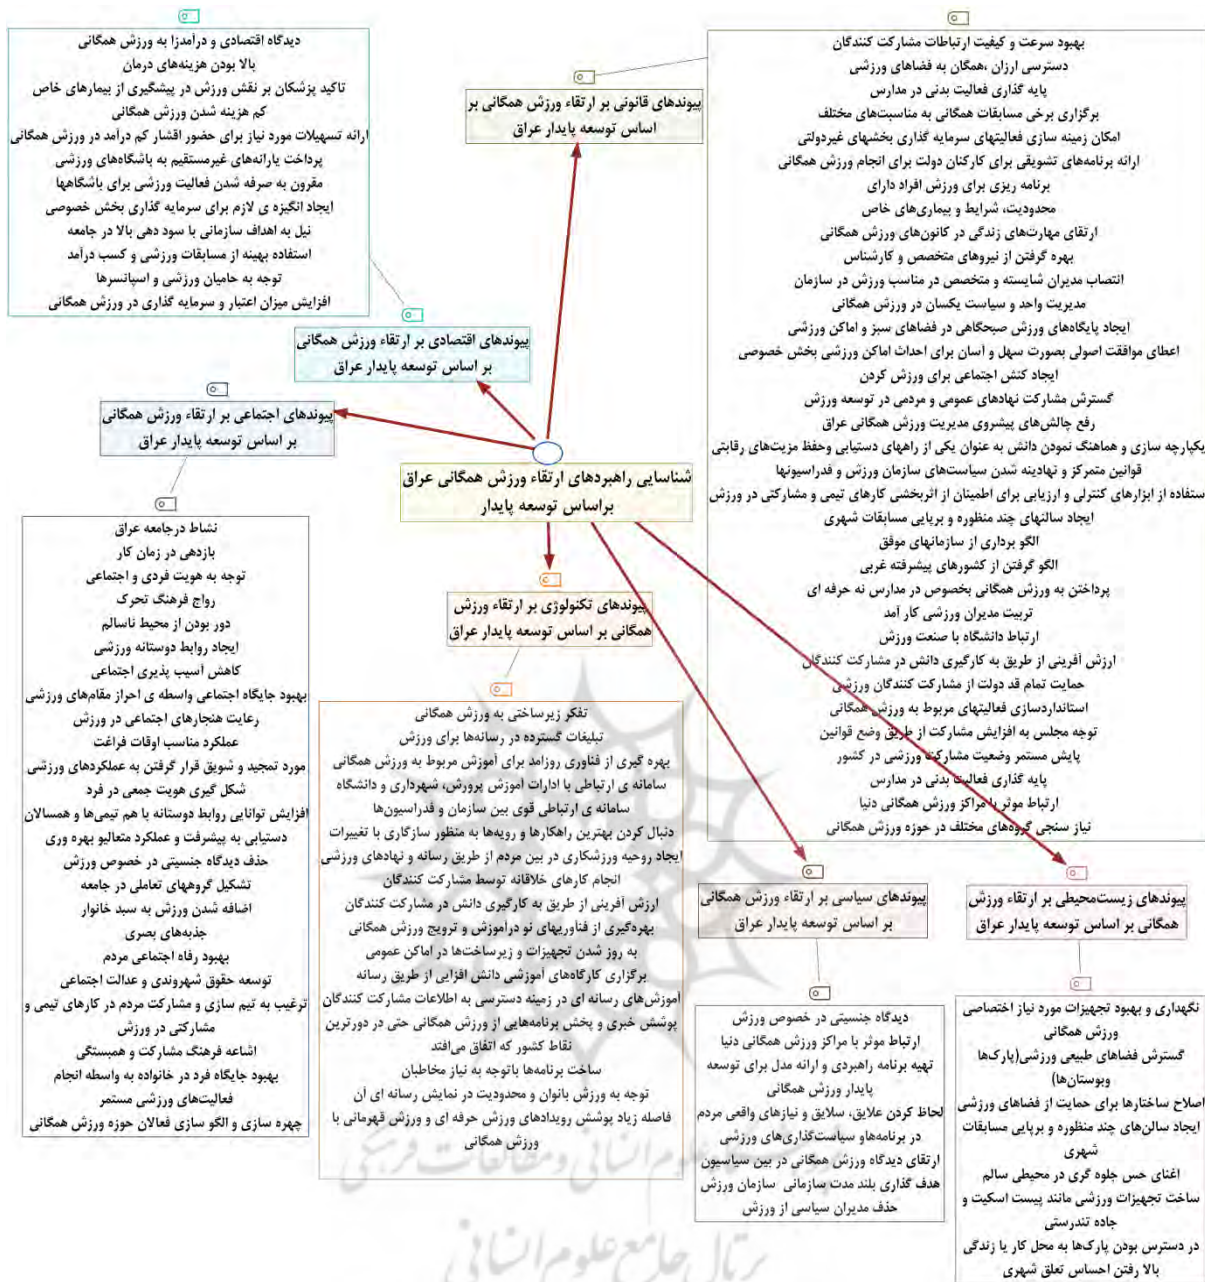 دیدگاه اقتصادی و درآمدزا به ورزش همگانی
بالا بودن هزینه‌های درمان
تاکید پزشکان بر نقش ورزش در پیشگیری از بیمارهای خاص
کم هزینه شدن ورزش همگانی
ارائه تسهیلات مورد نیاز برای حضور اقشار کم درآمد در ورزش همگانی
پرداخت یارانه‌های غیرمستقیم به باشگاه‌های ورزشی
مقرون به صرفه شدن فعالیت ورزشی برای باشگاهها
ایجاد انگیزه ی لازم برای سرمایه گذاری بخش خصوصی
نیل به اهداف سازمانی با سود دهی بالا در جامعه
استفاده بهینه از مسابقات ورزشی و کسب درآمد
توجه به حامیان ورزشی و اسپانسرها
افزایش میزان اعتبار و سرمایه گذاری در ورزش همگانی
پیوندهای قانونی بر ارتقاء ورزش همگانی بر
اساس توسعه پایدار عراق
بهبود سرعت و کیفیت ارتباطات مشارکت کنندگان
دسترسی ارزان ،همگان به فضاهای ورزشی
پایه گذاری فعالیت بدنی در مدارس
برگزاری برخی مسابقات همگانی به مناسبت‌های مختلف
امکان زمینه سازی فعالیتهای سرمایه گذاری بخشهای غیردولتی
ارائه برنامه‌های تشویقی برای کارکنان دولت برای انجام ورزش همگانی
برنامه ریزی برای ورزش افراد دارای
محدودیت، شرایط و بیماری‌های خاص
ارتقای مهارت‌های زندگی در کانون‌های ورزش همگانی
بهره گرفتن از نیروهای متخصص و کارشناس
انتصاب مدیران شایسته و متخصص در مناسب ورزش در سازمان
مدیریت واحد و سیاست یکسان در ورزش همگانی
ایجاد پایگاه‌های ورزش صبحگاهی در فضاهای سبز و اماکن ورزشی
اعطای موافقت اصولی بصورت سهل و آسان برای احداث اماکن ورزشی بخش خصوصی
ایجاد کنش اجتماعی برای ورزش کردن
گسترش مشارکت نهادهای عمومی و مردمی در توسعه ورزش
رفع چالش‌های پیشروی مدیریت ورزش همگانی عراق
یکپارچه سازی و هماهنگ نمودن دانش به عنوان یکی از راههای دستیابی وحفظ مزیت‌های رقابتی
قوانین متمرکز و نهادینه شدن سیاست‌های سازمان ورزش و فدراسیونها
ستفاده از ابزارهای کنترلی و ارزیابی برای اطمینان از اثربخشی کارهای تیمی و مشارکتی در ورزش
ایجاد سالنهای چند منظوره و برپایی مسابقات شهری
الگو برداری از سازمانهای موفق
الگو گرفتن از کشورهای پیشرفته غربی
پرداختن به ورزش همگانی بخصوص در مدارس نه حرفه ای
تربیت مدیران ورزشی کار آمد
ارتباط دانشگاه با صنعت ورزش
ارزش آفرینی از طریق به کارگیری دانش در مشارکت کنندگان
حمایت تمام قد دولت از مشارکت کنندگان ورزشی
استانداردسازی فعالیتهای مربوط به ورزش همگانی
توجه مجلس به افزایش مشارکت از طریق وضع قوانین
پایش مستمر وضعیت مشارکت ورزشی در کشور
پایه گذاری فعالیت بدنی در مدارس
ارتباط موثر با مراکز ورزش همگانی دنیا
نیاز سنجی گروه‌های مختلف در حوزه ورزش همگانی
پیوندهای اقتصادی بر ارتقاء ورزش همگانی
بر اساس توسعه پایدار عراق
پیوندهای اجتماعی بر ارتقاء ورزش همگانی
بر اساس توسعه پایدار عراق
شناسایی راهبردهای ارتقاء ورزش همگانی عراق
براساس توسعه پایدار
نشاط درجامعه عراق
بازدهی در زمان کار
توجه به هویت فردی و اجتماعی
رواج فرهنگ تحرک
دور بودن از محیط ناسالم
ایجاد روابط دوستانه ورزشی
کاهش آسیب پذیری اجتماعی
بهبود جایگاه اجتماعی واسطه ی احراز مقام‌های ورزشی
رعایت هنجارهای اجتماعی در ورزش
عملکرد مناسب اوقات فراغت
مورد تمجید و شویق قرار گرفتن به عملکردهای ورزشی
شکل گیری هویت جمعی در فرد
افزایش توانایی روابط دوستانه با هم تیمی‌ها و همسالان
دستیابی به پیشرفت و عملکرد متعالیو بهره وری
حذف دیدگاه جنسیتی در خصوص ورزش
تشکیل گروههای تعاملی در جامعه
اضافه شدن ورزش به سبد خانوار
جذبه‌های بصری
بهبود رفاه اجتماعی مردم
توسعه حقوق شهروندی و عدالت اجتماعی
ترغیب به تیم سازی و مشارکت مردم در کارهای تیمی و
مشارکتی در ورزش
اشاعه فرهنگ مشارکت و همبستگی
بهبود جایگاه فرد در خانواده به واسطه انجام
فعالیت‌های ورزشی مستمر
چهره سازی و الگو سازی فعالان حوزه ورزش همگانی
پیوندهای تکنولوژی بر ارتقاء ورزش
همگانی بر اساس توسعه پایدار عراق
تفکر زیرساختی به ورزش همگانی
تبلیغات گسترده در رسانه‌ها برای ورزش
بهره گیری از فناوری روزامد برای آموزش مربوط به ورزش همگانی
سامانه ی ارتباطی با ادارات آموزش پرورش، شهرداری و دانشگاه
سامانه ی ارتباطی قوی بین سازمان و فدراسیون‌ها
دنبال کردن بهترین راهکارها و رویه‌ها به منظور سازگاری با تغییرات
ایجاد روحیه ورزشکاری در بین مردم از طریق رسانه و نهادهای ورزشی
انجام کارهای خلاقانه توسط مشارکت کنندگان
ارزش آفرینی از طریق به کارگیری دانش در مشارکت کنندگان
بهره‌گیری از فناوریهای نو درآموزش و ترویج ورزش همگانی
به روز شدن تجهیزات و زیرساخت‌ها در اماکن عمومی
برگزاری کارگاه‌های آموزشی دانش افزایی از طریق رسانه
آموزش‌های رسانه ای در زمینه دسترسی به اطلاعات مشارکت کنندگان
پوشش خبری و پخش برنامه‌هایی از ورزش همگانی حتی در دورترین
نقاط کشور که اتفاق می‌افتد
ساخت برنامه‌ها باتوجه به نیاز مخاطبان
توجه به ورزش بانوان و محدودیت در نمایش رسانه ای آن
فاصله زیاد پوشش رویدادهای ورزش حرفه ای و ورزش قهرمانی با
ورزش همگانی
پیوندهای سیاسی بر ارتقاء ورزش همگانی
بر اساس توسعه پایدار عراق
دیدگاه جنسیتی در خصوص ورزش
ارتباط موثر با مراکز ورزش همگانی دنیا
تهیه برنامه راهبردی و ارائه مدل برای توسعه
پایدار ورزش همگانی
لحاظ کردن علایق، سلایق و نیازهای واقعی مردم
در برنامه‌هاو سیاست‌گذاری‌های ورزشی
ارتقای دیدگاه ورزش همگانی در بین سیاسیون
هدف گذاری بلند مدت سازمانی سازمان ورزش
حذف مدیران سیاسی از ورزش
پیوندهای زیست‌محیطی بر ارتقاء ورزش
همگانی بر اساس توسعه پایدار عراق
نگهداری و بهبود تجهیزات مورد نیاز اختصاصی
ورزش همگانی
گسترش فضاهای طبیعی ورزشی(پارک‌ها
وبوستان‌ها)
اصلاح ساختارها برای حمایت از فضاهای ورزشی
ایجاد سالن‌های چند منظوره و برپایی مسابقات
شهری
اغنای حس جلوه گری در محیطی سالم
ساخت تجهیزات ورزشی مانند پیست اسکیت و
جاده تندرستی
در دسترس بودن پارک‌ها به محل کار یا زندگی
بالا رفتن احساس تعلق شهری
پژوهشگاه علوم انسانی و مطالعات فرهنگی
پرتال جامع علوم انسانی